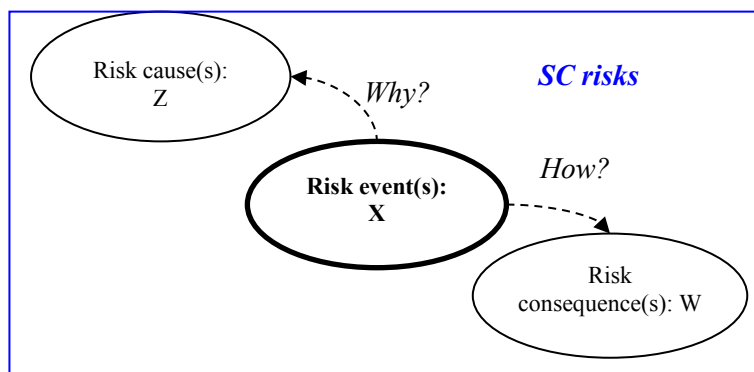 Risk cause(s):
Z
Why?
SC risks
Risk event(s):
X
How?
Risk
consequence(s): W